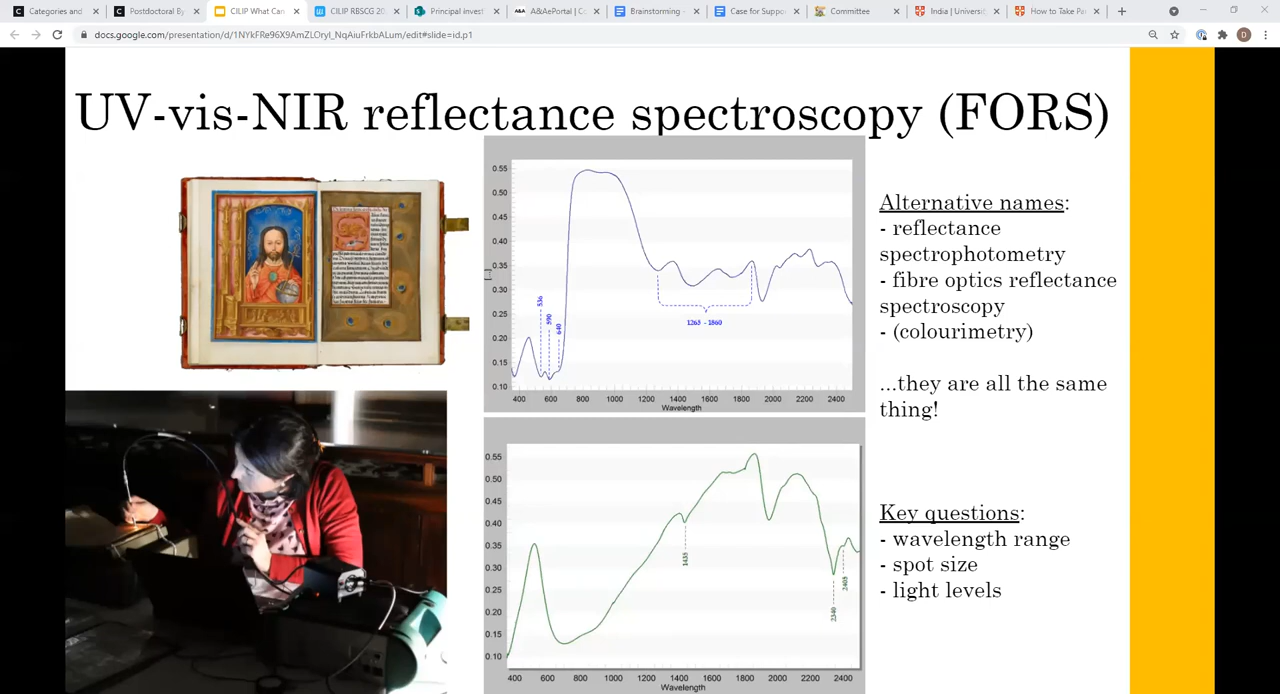 Categories and
Postdoctoral By
CILIP What Can
CILIP RBSCG 20
Principal invest
A&AePortal | Co
Brainstorming -
Case for Suppo
Committee
India | Universit
How to Take Pa
docs.google.com/presentation/d/1NYkFRe96X9AmZLOryI_NqAiuFrkbALum/edit#slide=id.p1
UV-vis-NIR reflectance spectroscopy (FORS)
0.55
0.50
0.45
0.40
0.35
0.30
0.25
0.20
0.15
0.10
536
590
640
1265 - 1860
400 600 800 1000 1200 1400 1600 1800 2000 2200 2400
Wavelength
0.55
0.50
0.45
0.40
0.35
0.30
0.25
0.20
0.15
0.10
1435
2340
2405
400 600 800 1000 1200 1400 1600 1800 2000 2200 2400
Wavelength
Alternative names:
- reflectance
spectrophotometry
- fibre optics reflectance
spectroscopy
- (colourimetry)
...they are all the same
thing!
Key questions:
- wavelength range
- spot size
- light levels